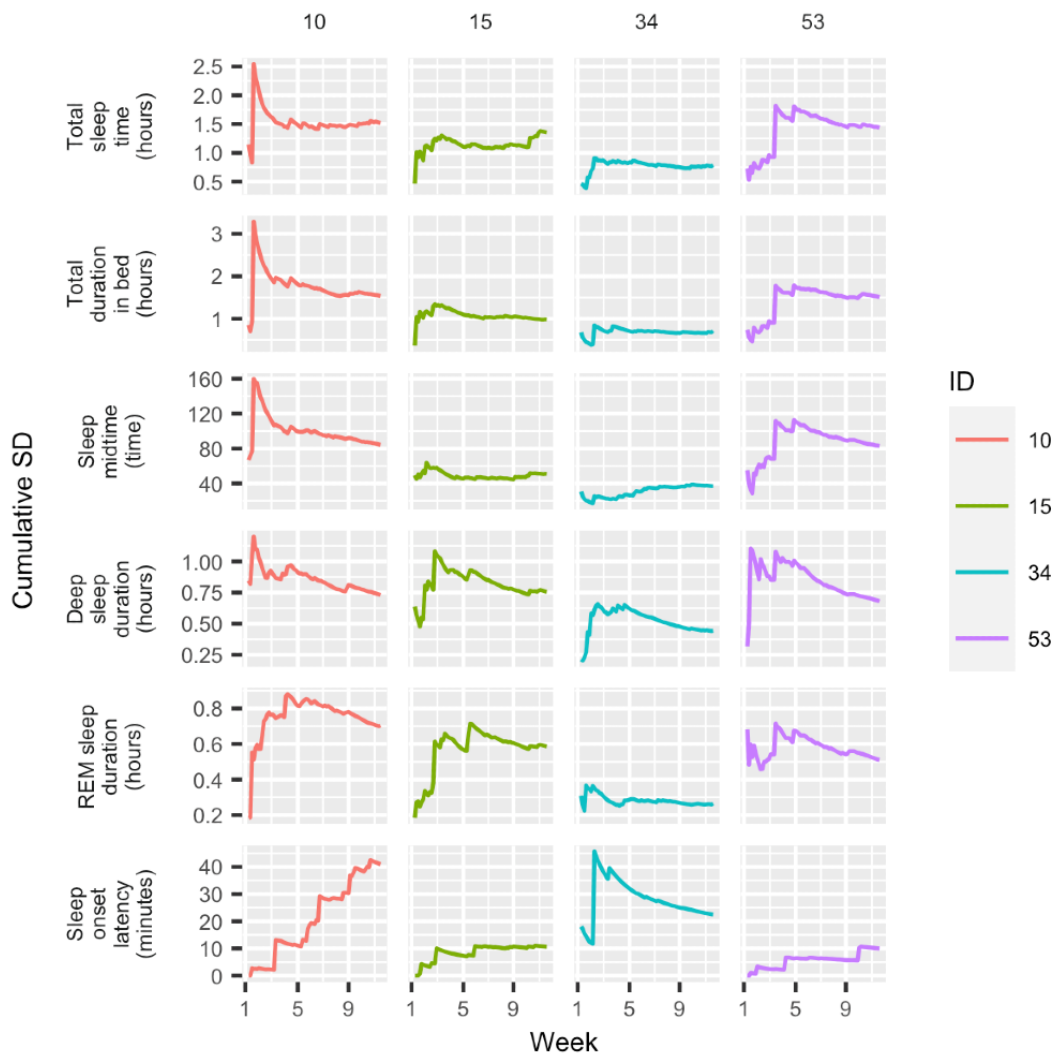 10 15 34 53
Total
sleep
time
(hours)
2.5
2.0
1.5
1.0
0.5
Total
duration
in bed
(hours)
3
2
1
Sleep
midtime
(time)
160
120
80
40
Deep
sleep
duration
(hours)
1.00
0.75
0.50
0.25
REM sleep
duration
(hours)
0.8
0.6
0.4
0.2
Sleep
onset
latency
(minutes)
40
30
20
10
0
Cumulative SD
1 5 9 1 5 9 1 5 9 1 5 9
Week
ID
10
15
34
53